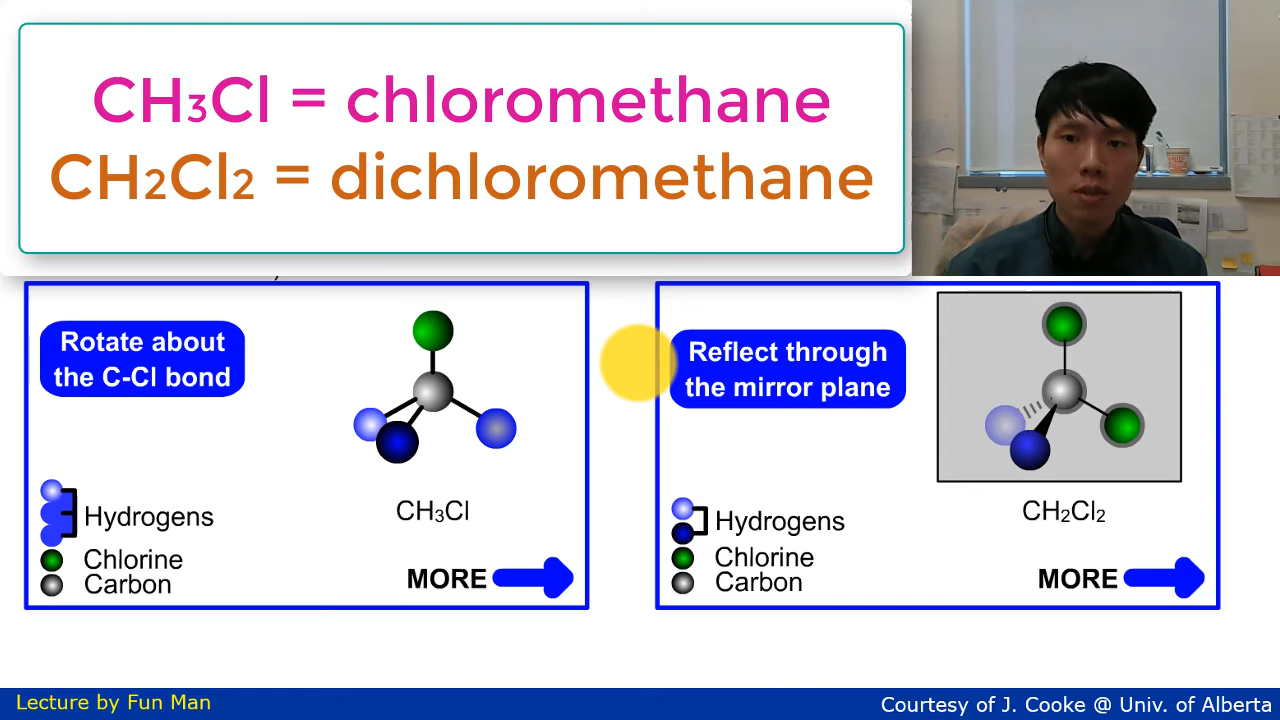 CH₃Cl = chloromethane
CH₂Cl₂ = dichloromethane
Rotate about
the C-Cl bond
CH₃Cl
Hydrogens
Chlorine
Carbon
MORE
Reflect through
the mirror plane
CH₂Cl₂
Hydrogens
Chlorine
Carbon
MORE
Lecture by Fun Man
Courtesy of J. Cooke @ Univ. of Alberta